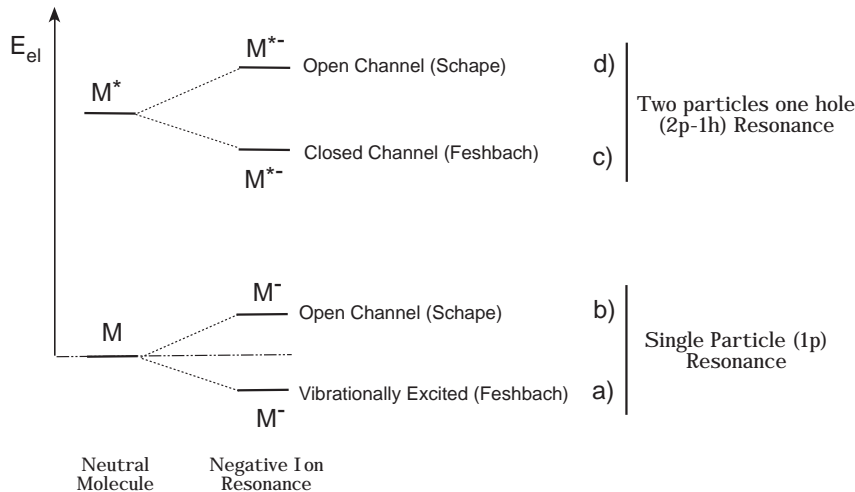 E_el
M*-
Open Channel (Schape)
d)
M*
Two particles one hole
(2p-1h) Resonance
Closed Channel (Feshbach)
c)
M*-
M-
Open Channel (Schape)
b)
M
Single Particle (1p)
Resonance
Vibrationally Excited (Feshbach)
a)
M-
Neutral
Molecule
Negative Ion
Resonance